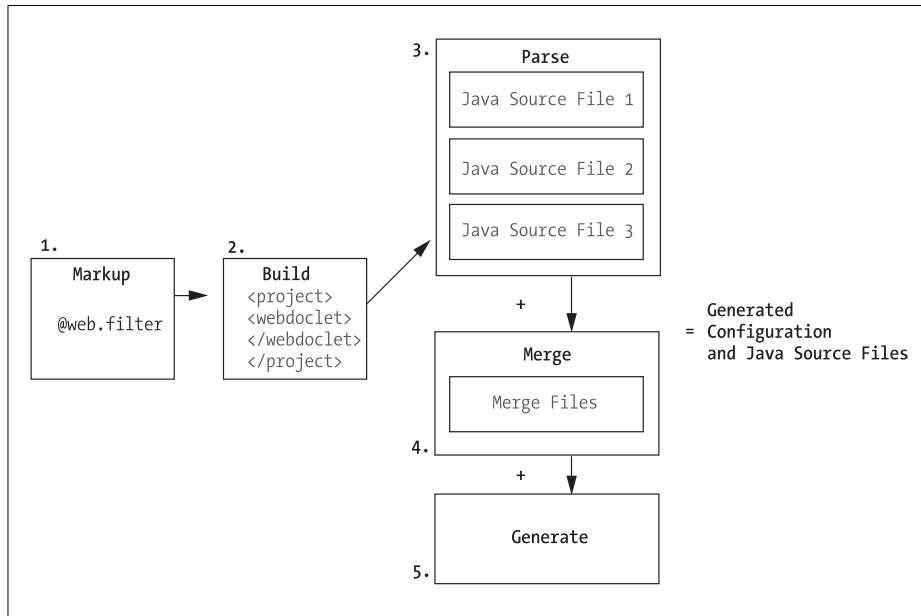 1.
Markup
@web.filter
2.
Build
<project>
<webdoclet>
</webdoclet>
</project>
3.
Parse
Java Source File 1
Java Source File 2
Java Source File 3
+
4.
Merge
Merge Files
+
5.
Generate
=
Generated
Configuration
and Java Source Files